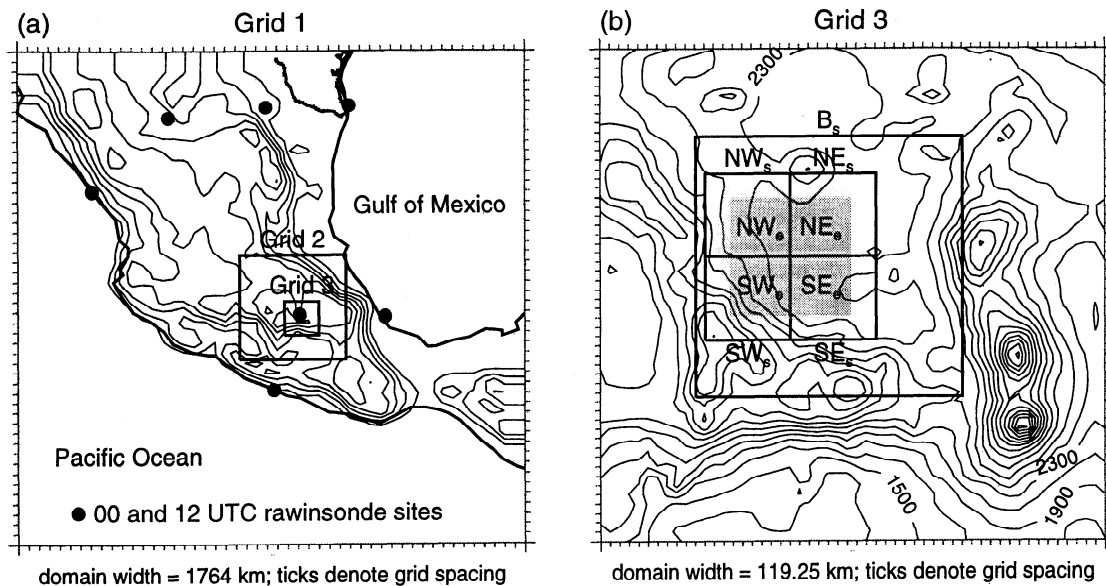 (a)
Grid 1
Gulf of Mexico
Grid 2
Grid 3
Pacific Ocean
00 and 12 UTC rawinsonde sites
domain width = 1764 km; ticks denote grid spacing
(b)
Grid 3
2300
Bs
NWs NEs
NWe NEe
SWe SEe
SWs SEs
2300
1500
1900
domain width = 119.25 km; ticks denote grid spacing